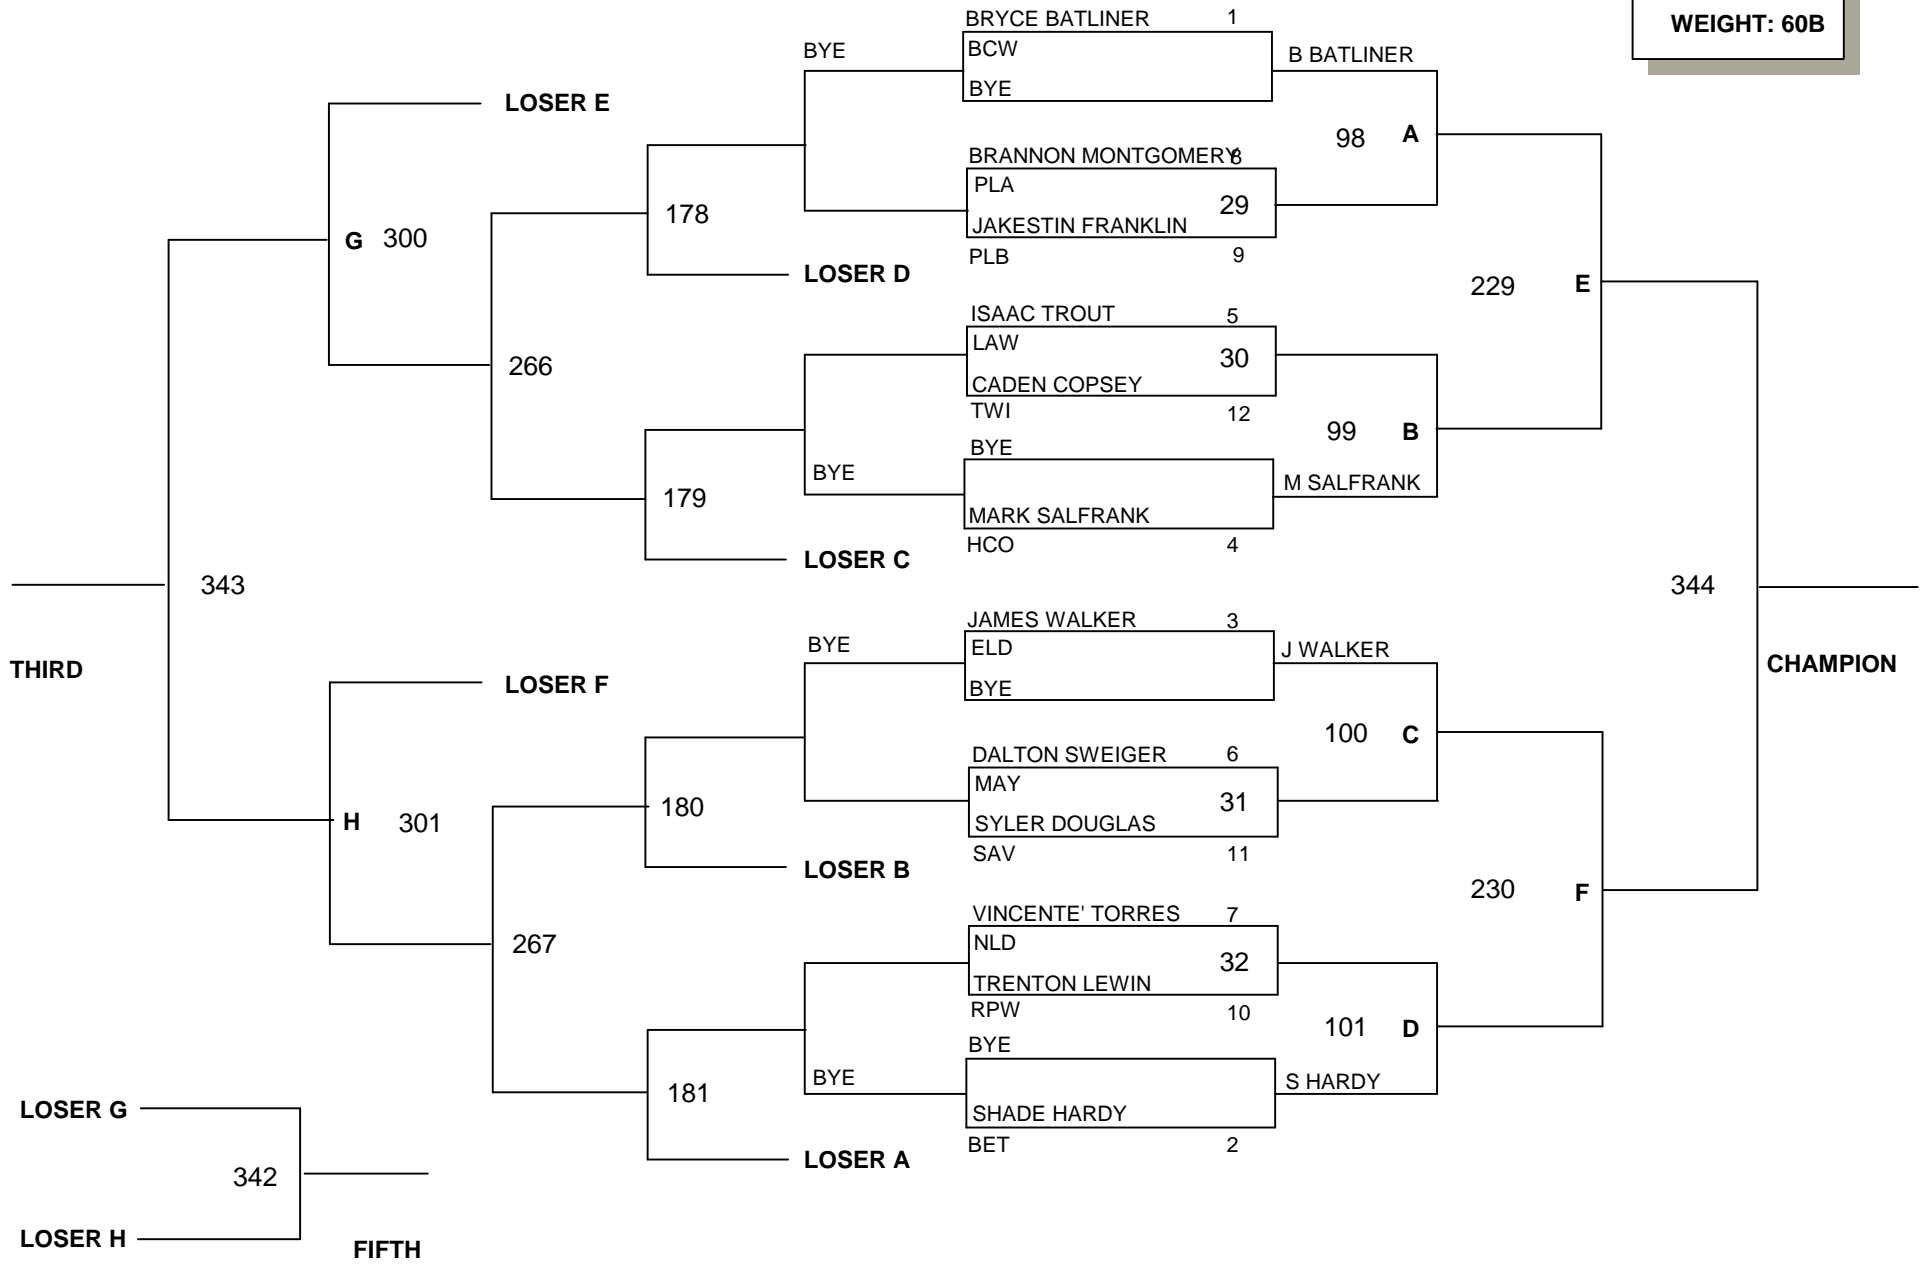 WEIGHT: 60B
BRYCE BATLINER 1
BCW
BYE
BYE
B BATLINER
98 A
BRANNON MONTGOMERY 8
PLA
29
JAKESTIN FRANKLIN
PLB 9
LOSER E
G 300
178
LOSER D
229 E
ISAAC TROUT 5
LAW
30
CADEN COPSEY
TWI 12
266
99 B
BYE
BYE
M SALFRANK
MARK SALFRANK
HCO 4
179
LOSER C
343
344
THIRD
CHAMPION
JAMES WALKER 3
ELD
BYE
BYE
J WALKER
LOSER F
100 C
DALTON SWEIGER 6
MAY
31
SYLER DOUGLAS
SAV 11
180
H 301
LOSER B
230 F
VINCENTE' TORRES 7
NLD
32
TRENTON LEWIN
RPW 10
267
101 D
BYE
BYE
S HARDY
SHADE HARDY
BET 2
181
LOSER A
LOSER G
342
LOSER H
FIFTH